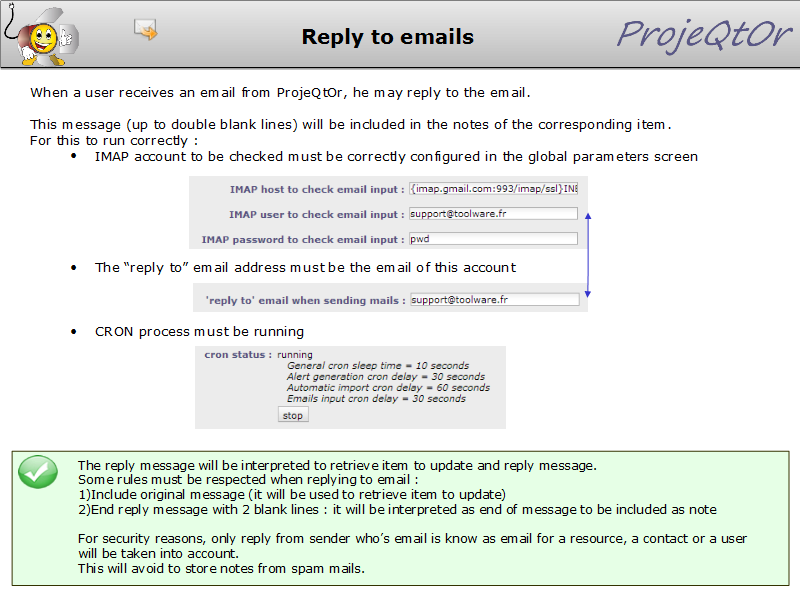 Reply to emails
ProjeQtOr
When a user receives an email from ProjeQtOr, he may reply to the email.
This message (up to double blank lines) will be included in the notes of the corresponding item.
For this to run correctly :
• IMAP account to be checked must be correctly configured in the global parameters screen
IMAP host to check email input : {imap.gmail.com:993/imap/ssl}INB
IMAP user to check email input : support@toolware.fr
IMAP password to check email input : pwd
• The “reply to” email address must be the email of this account
'reply to' email when sending mails : support@toolware.fr
• CRON process must be running
cron status : running
General cron sleep time = 10 seconds
Alert generation cron delay = 30 seconds
Automatic import cron delay = 60 seconds
Emails input cron delay = 30 seconds
stop
The reply message will be interpreted to retrieve item to update and reply message.
Some rules must be respected when replying to email :
1)Include original message (it will be used to retrieve item to update)
2)End reply message with 2 blank lines : it will be interpreted as end of message to be included as note
For security reasons, only reply from sender who’s email is know as email for a resource, a contact or a user
will be taken into account.
This will avoid to store notes from spam mails.